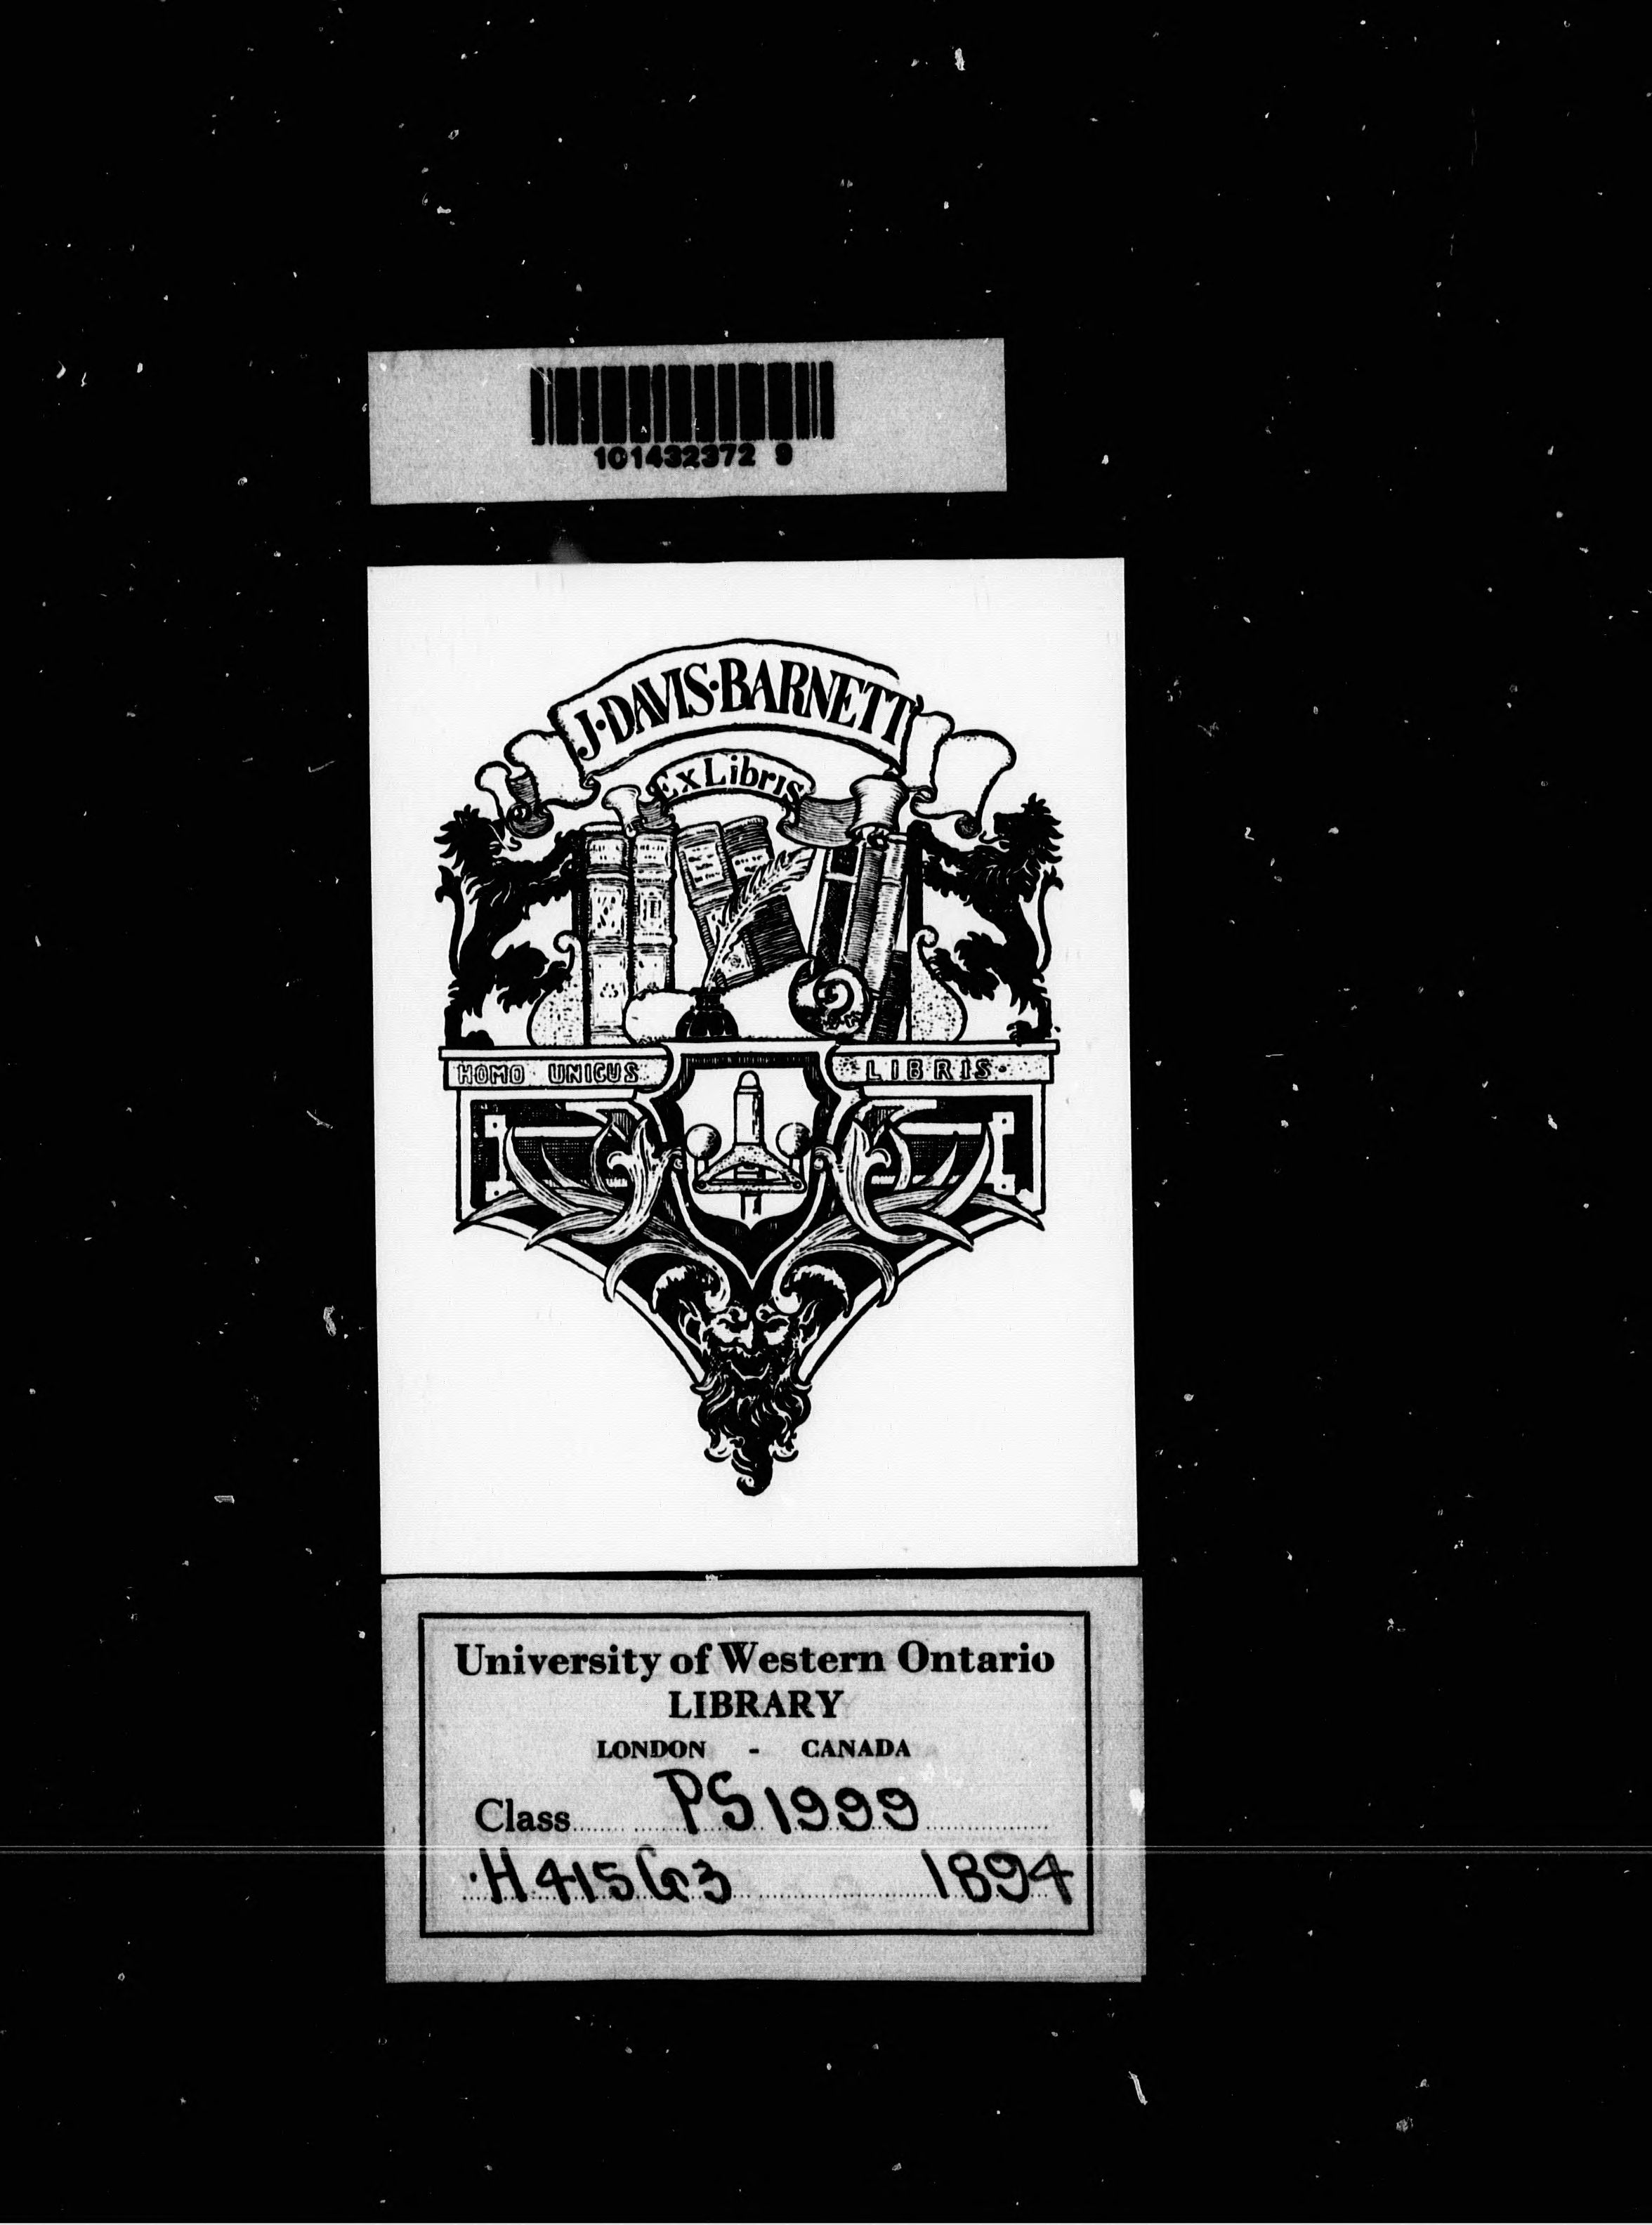 101432372 9
J·DAVIS·BARNETT
Ex Libris
HOMO UNICUS LIBRIS
University of Western Ontario
LIBRARY
LONDON - CANADA
Class PS1999
.H415G3 1894